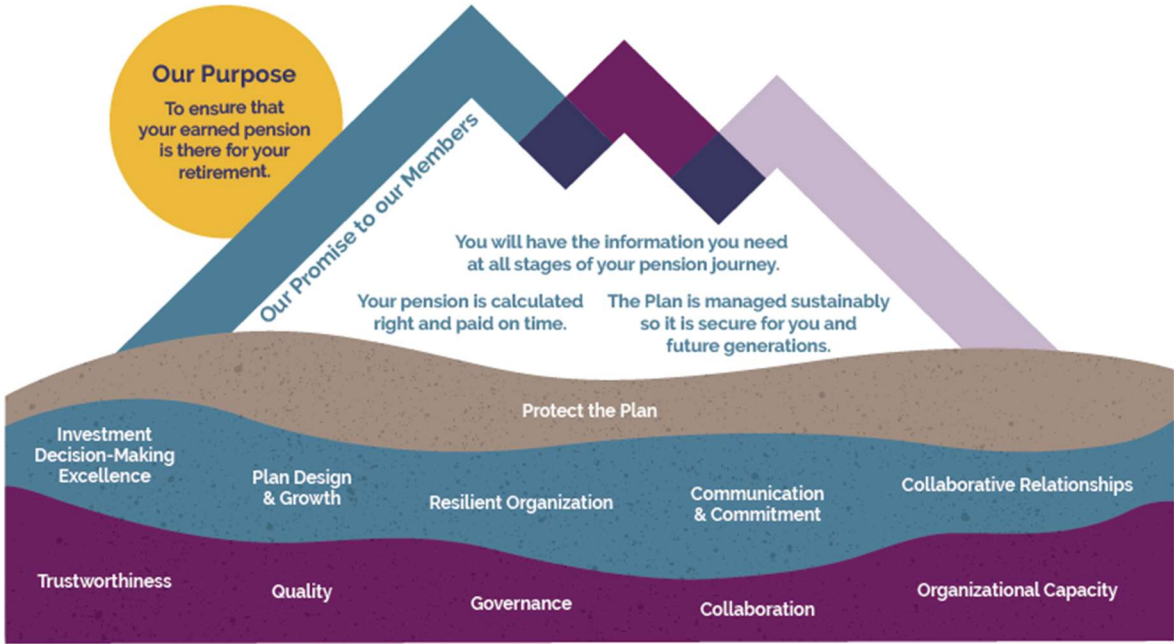 Our Purpose
To ensure that
your earned pension
is there for your
retirement.
Our Promise to our Members
You will have the information you need
at all stages of your pension journey.
Your pension is calculated
right and paid on time.
The Plan is managed sustainably
so it is secure for you and
future generations.
Protect the Plan
Investment
Decision-Making
Excellence
Plan Design
& Growth
Resilient Organization
Communication
& Commitment
Collaborative Relationships
Trustworthiness
Quality
Governance
Collaboration
Organizational Capacity